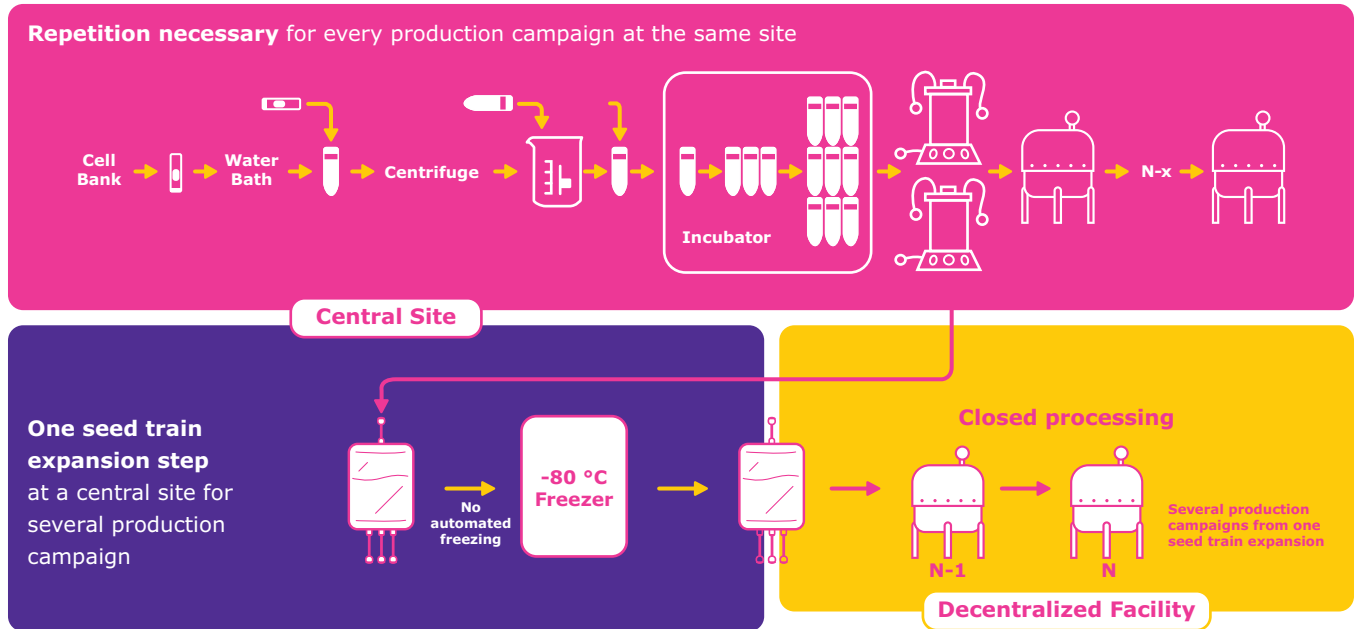 Repetition necessary for every production campaign at the same site
Cell
Bank
Water
Bath
Centrifuge
Incubator
N-x
Central Site
One seed train
expansion step
at a central site for
several production
campaign
No
automated
freezing
-80 °C
Freezer
Closed processing
N-1
N
Several production
campaigns from one
seed train expansion
Decentralized Facility